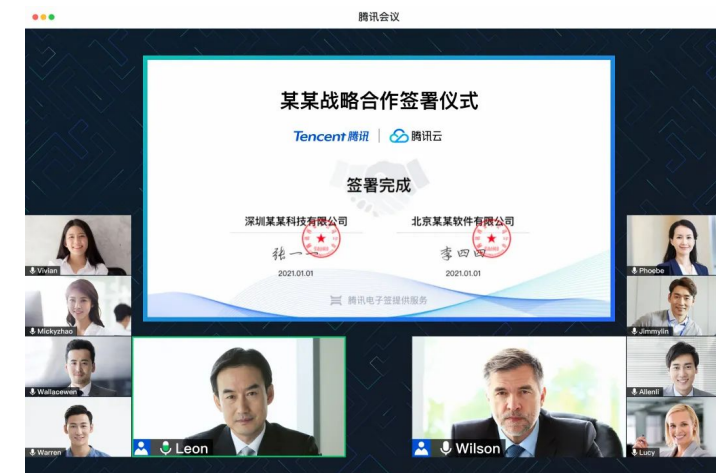 腾讯会议
某某战略合作签署仪式
Tencent 腾讯
腾讯云
签署完成
深圳某某科技有限公司
北京某某软件有限公司
张一一
李四四
2021.01.01
2021.01.01
腾讯电子签提供服务
Vivian
Phoebe
Mickyzhao
Jimmylin
Wallacewen
Allenli
Warren
Leon
Wilson
Lucy